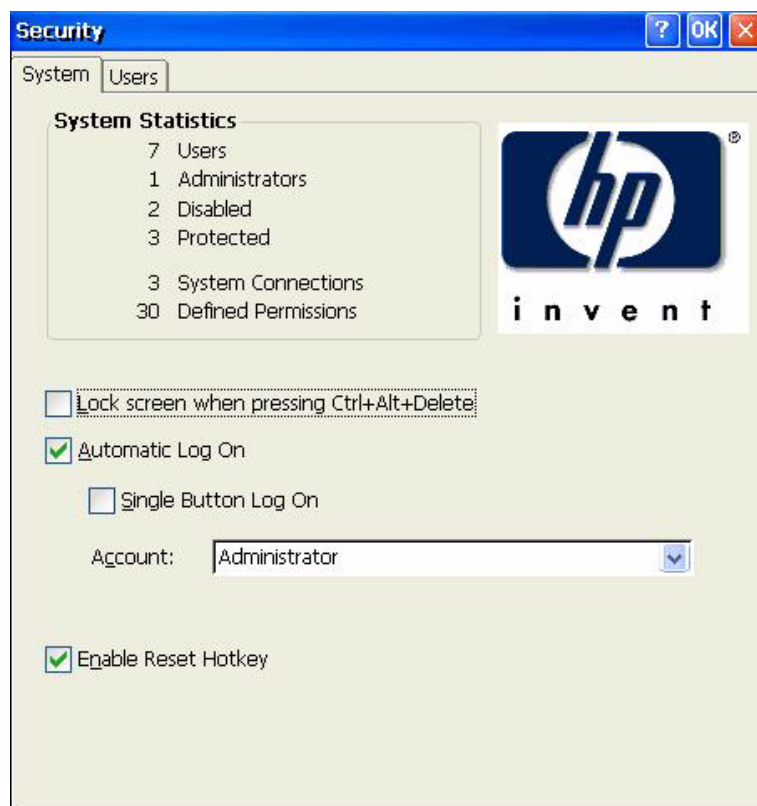 Security
? OK X
System Users
System Statistics
7 Users
1 Administrators
2 Disabled
3 Protected
3 System Connections
30 Defined Permissions
hp ®
invent
Lock screen when pressing Ctrl+Alt+Delete
Automatic Log On
Single Button Log On
Account: Administrator
Enable Reset Hotkey